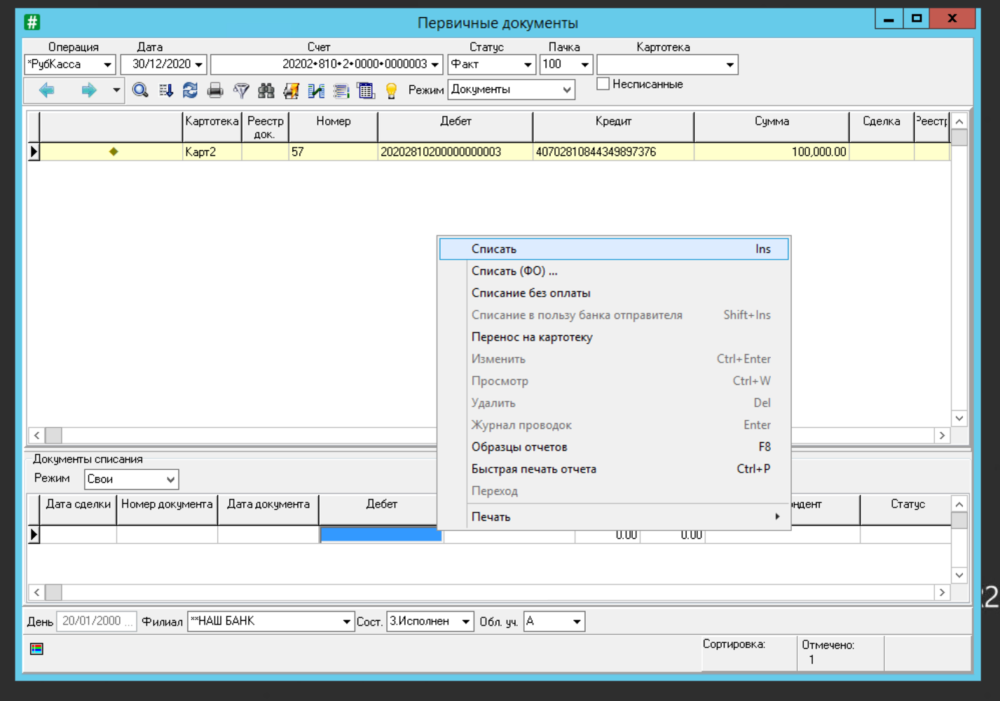 Первичные документы
Операция Дата Счет Статус Пачка Картотека
*РубКасса 30/12/2020 20202•810•2•0000•0000003 Факт 100
Режим Документы Несписанные
Картотека Реестр док. Номер Дебет Кредит Сумма Сделка Реестр
Карт2 57 20202810200000000003 40702810844349897376 100,000.00
Списать Ins
Списать (ФО) ...
Списание без оплаты
Списание в пользу банка отправителя Shift+Ins
Перенос на картотеку
Изменить Ctrl+Enter
Просмотр Ctrl+W
Удалить Del
Журнал проводок Enter
Образцы отчетов F8
Быстрая печать отчета Ctrl+P
Переход
Печать
Документы списания
Режим Свои
Дата сделки Номер документа Дата документа Дебет ндент Статус
0.00 0.00
22
День 20/01/2000 ... Филиал **НАШ БАНК Сост. 3.Исполнен Обл. уч. А
Сортировка: Отмечено:
1